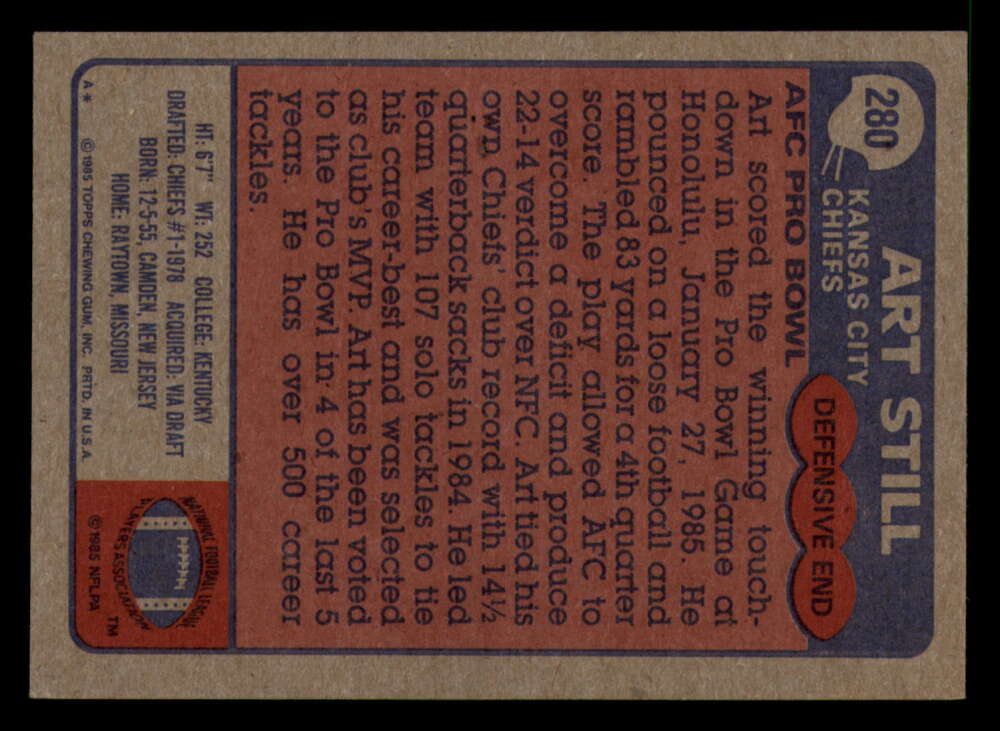 280
ART STILL
KANSAS CITY
CHIEFS
DEFENSIVE END
AFC PRO BOWL
Art scored the winning touch-
down in the Pro Bowl Game at
Honolulu, January 27, 1985. He
pounced on a loose football and
rambled 83 yards for a 4th quarter
score. The play allowed AFC to
overcome a deficit and produce
22-14 verdict over NFC. Art tied his
own Chiefs' club record with 14½
quarterback sacks in 1984. He led
team with 107 solo tackles to tie
his career-best and was selected
as club's MVP. Art has been voted
to the Pro Bowl in 4 of the last 5
years. He has over 500 career
tackles.
HT: 6'7" WT: 252 COLLEGE: KENTUCKY
DRAFTED: CHIEFS #1-1978 ACQUIRED: VIA DRAFT
BORN: 12-5-55, CAMDEN, NEW JERSEY
HOME: RAYTOWN, MISSOURI
A* © 1985 TOPPS CHEWING GUM, INC. PRTD. IN U.S.A.
NATIONAL FOOTBALL LEAGUE
PLAYERS ASSOCIATION
TM
© 1985 NFLPA